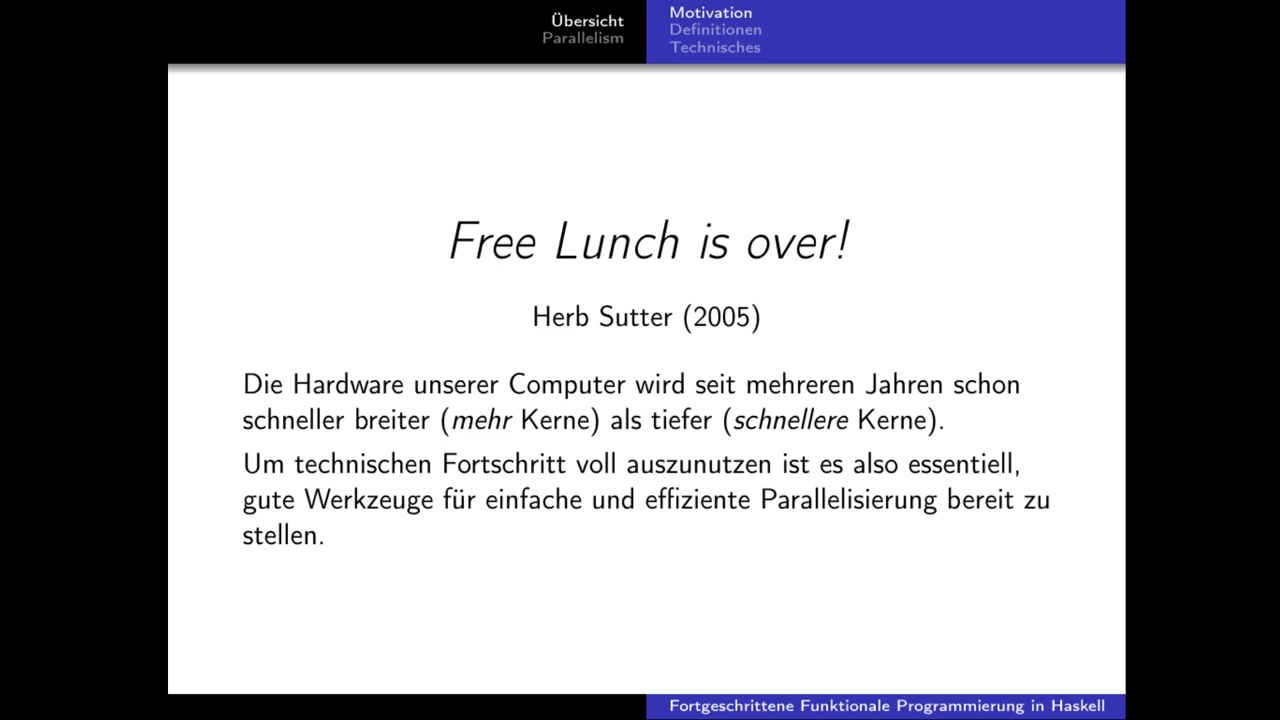 Übersicht
Parallelism
Motivation
Definitionen
Technisches
Free Lunch is over!
Herb Sutter (2005)
Die Hardware unserer Computer wird seit mehreren Jahren schon
schneller breiter (mehr Kerne) als tiefer (schnellere Kerne).
Um technischen Fortschritt voll auszunutzen ist es also essentiell,
gute Werkzeuge für einfache und effiziente Parallelisierung bereit zu
stellen.
Fortgeschrittene Funktionale Programmierung in Haskell